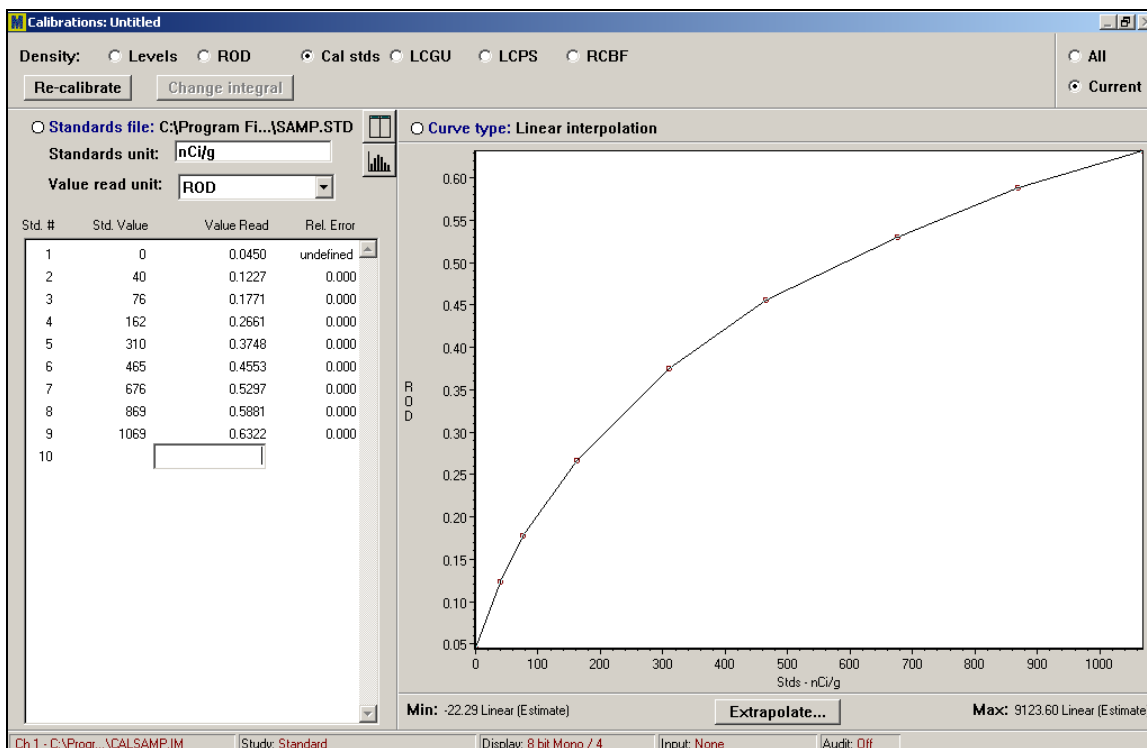 Calibrations: Untitled
Density: Levels ROD Cal stds LCGU LCPS RCBF All
Re-calibrate Change integral Current
Standards file: C:\Program Fi...\SAMP.STD
Standards unit: nCi/g
Value read unit: ROD
Std. # Std. Value Value Read Rel. Error
1 0 0.0450 undefined
2 40 0.1227 0.000
3 76 0.1771 0.000
4 162 0.2661 0.000
5 310 0.3748 0.000
6 465 0.4553 0.000
7 676 0.5297 0.000
8 869 0.5881 0.000
9 1069 0.6322 0.000
10
Curve type: Linear interpolation
0.60
0.55
0.50
0.45
0.40
0.35
0.30
0.25
0.20
0.15
0.10
0.05
ROD
0 100 200 300 400 500 600 700 800 900 1000
Stds - nCi/g
Min: -22.29 Linear (Estimate) Extrapolate... Max: 9123.60 Linear (Estimate
Ch 1 - C:\Progr...\CALSAMP.IM Study: Standard Display: 8 bit Mono / 4 Input: None Audit: Off